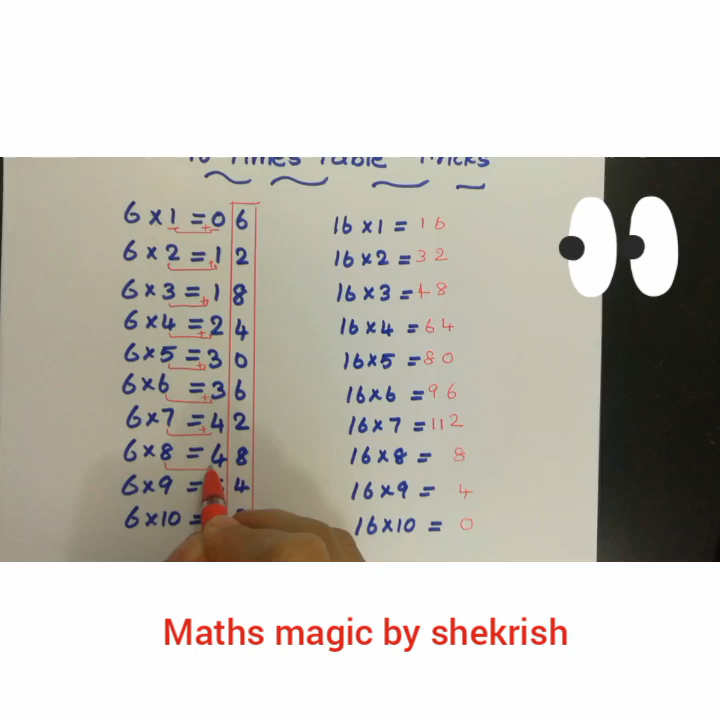 Times Table Tricks
6 x 1 = 0 6
6 x 2 = 1 2
6 x 3 = 1 8
6 x 4 = 2 4
6 x 5 = 3 0
6 x 6 = 3 6
6 x 7 = 4 2
6 x 8 = 4 8
6 x 9 = 4
6 x 10 =
16 x 1 = 16
16 x 2 = 32
16 x 3 = 48
16 x 4 = 64
16 x 5 = 80
16 x 6 = 96
16 x 7 = 112
16 x 8 = 8
16 x 9 = 4
16 x 10 = 0
Maths magic by shekrish